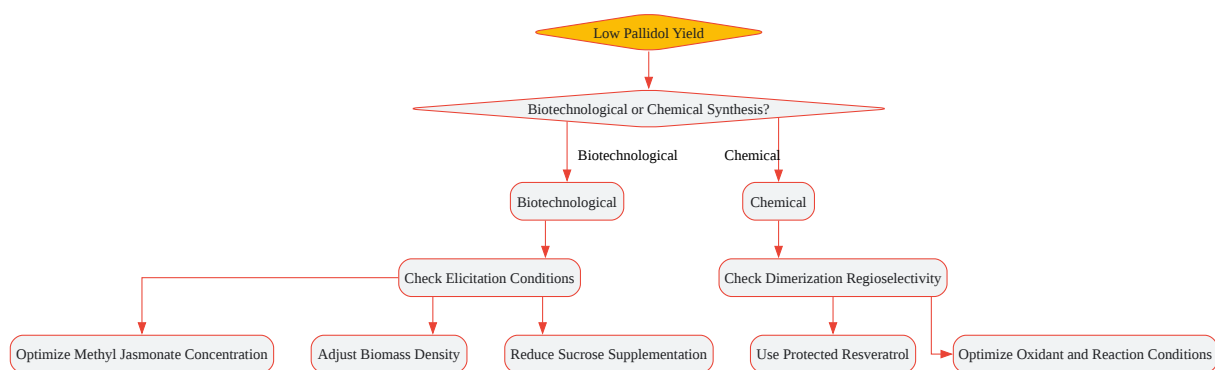 Low Pallidol Yield
Biotechnological or Chemical Synthesis?
Biotechnological
Chemical
Biotechnological
Chemical
Check Elicitation Conditions
Check Dimerization Regioselectivity
Optimize Methyl Jasmonate Concentration
Adjust Biomass Density
Reduce Sucrose Supplementation
Use Protected Resveratrol
Optimize Oxidant and Reaction Conditions